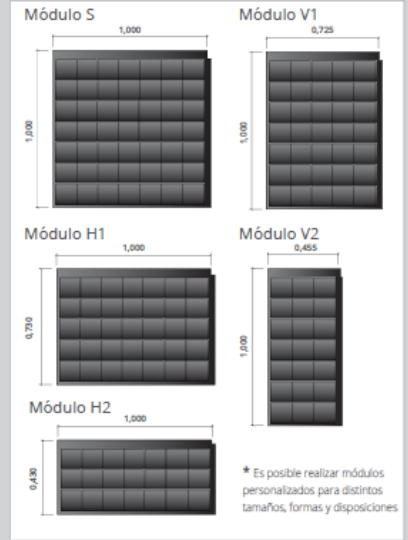 Módulo S
1,000
1,000
Módulo V1
0,725
1,000
Módulo H1
1,000
0,730
Módulo V2
0,455
1,000
Módulo H2
1,000
0,430
* Es posible realizar módulos
personalizados para distintos
tamaños, formas y disposiciones